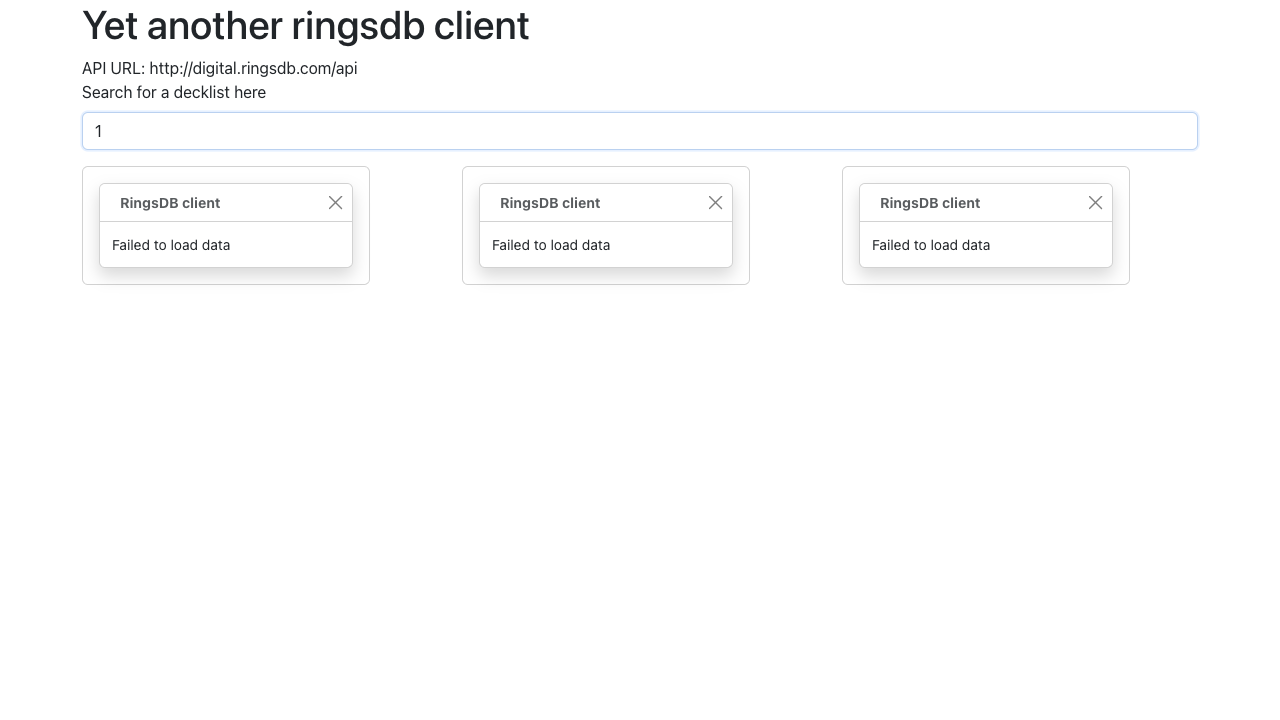 Yet another ringsdb client
API URL: http://digital.ringsdb.com/api
Search for a decklist here
1
RingsDB client
Failed to load data
RingsDB client
Failed to load data
RingsDB client
Failed to load data